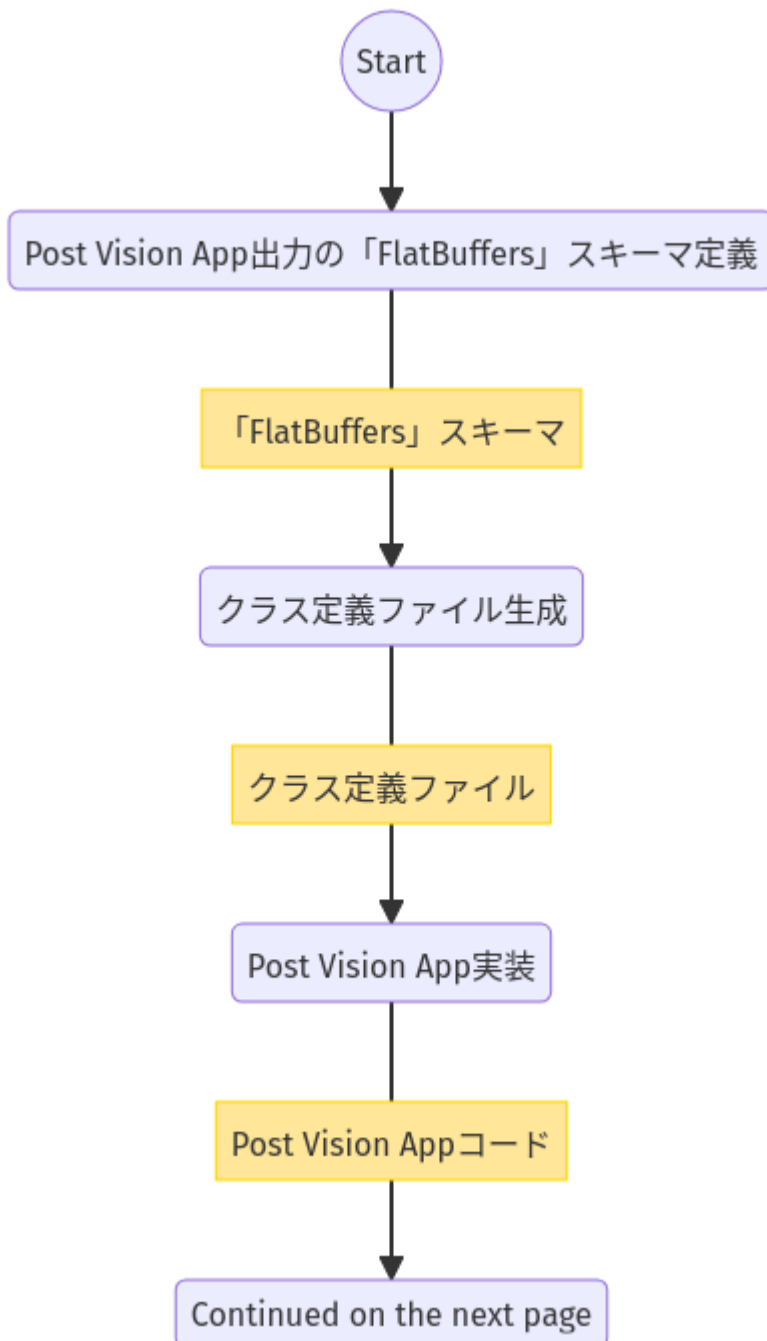 Start
Post Vision App出力の「FlatBuffers」スキーマ定義
「FlatBuffers」スキーマ
クラス定義ファイル生成
クラス定義ファイル
Post Vision App実装
Post Vision Appコード
Continued on the next page